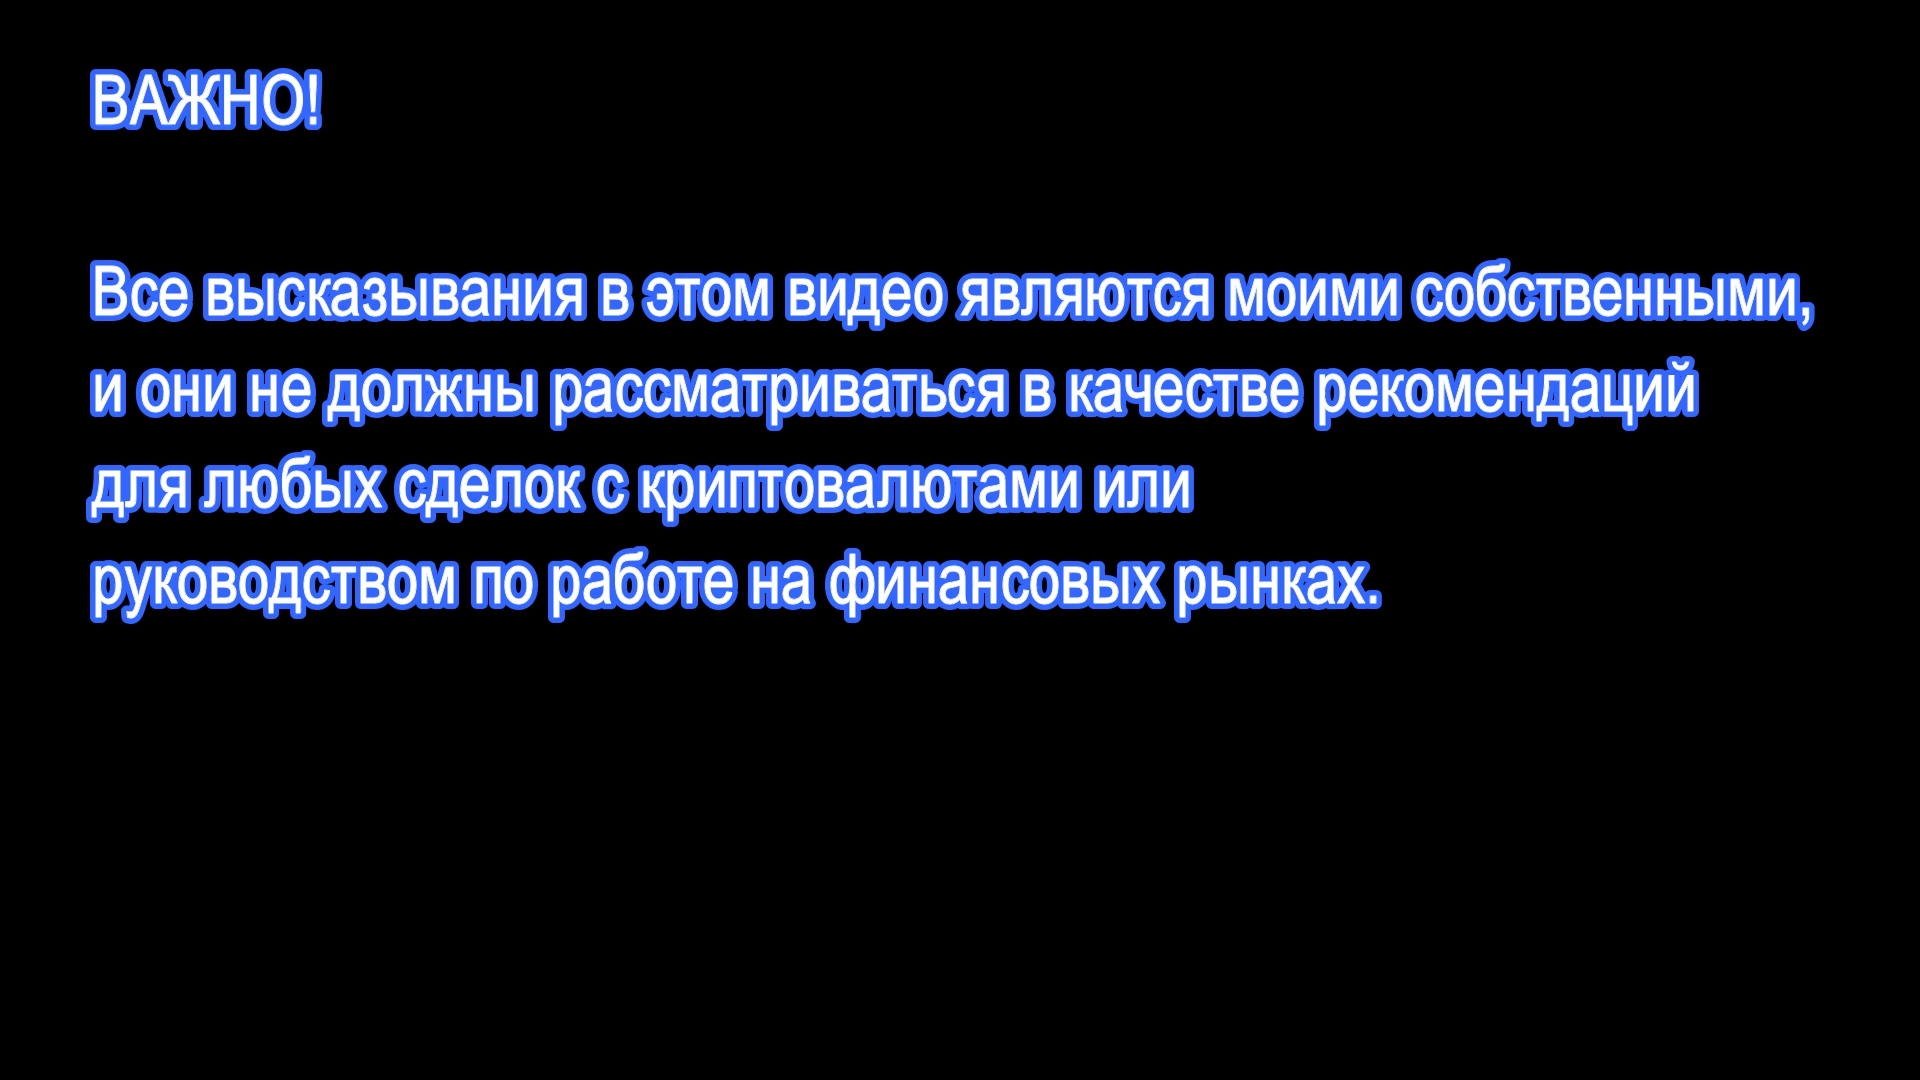 ВАЖНО!
Все высказывания в этом видео являются моими собственными,
и они не должны рассматриваться в качестве рекомендаций
для любых сделок с криптовалютами или
руководством по работе на финансовых рынках.